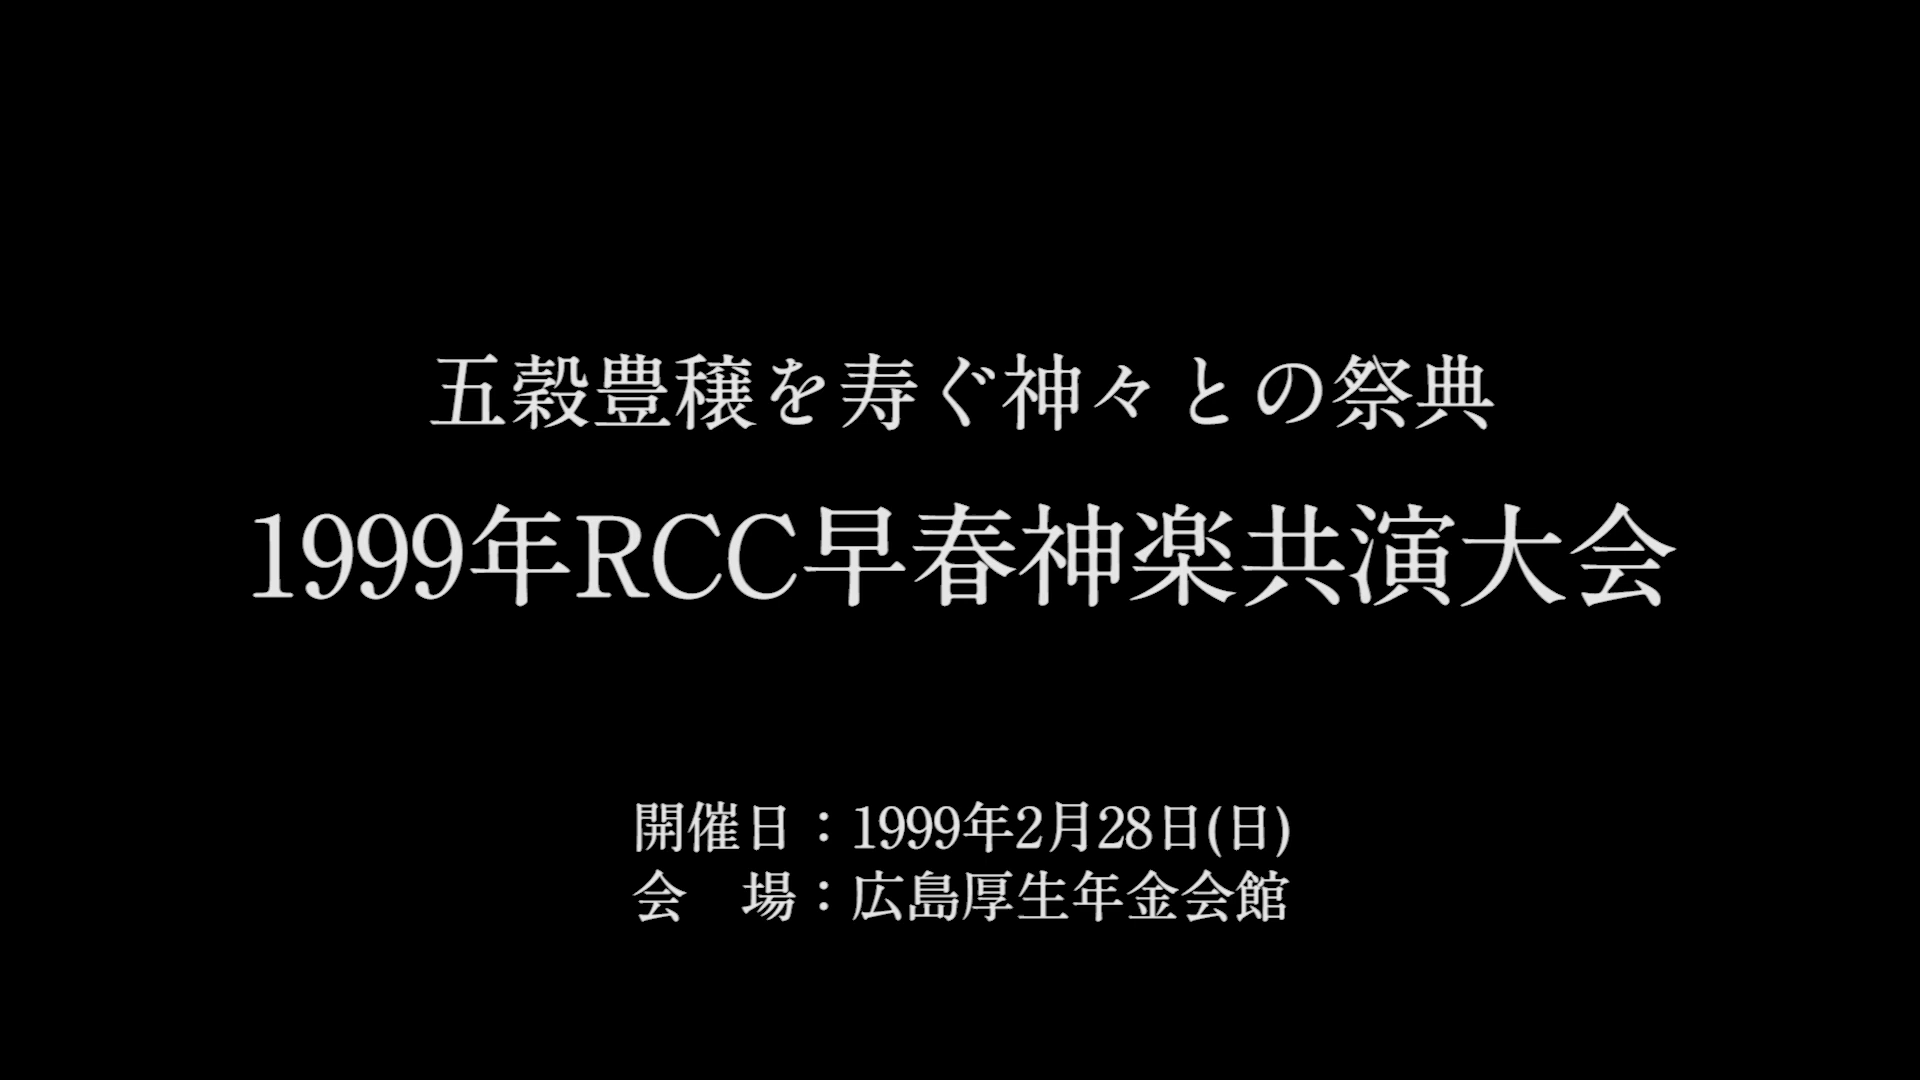 五穀豊穣を寿ぐ神々との祭典
1999年RCC早春神楽共演大会
開催日：1999年2月28日(日)
会　場：広島厚生年金会館